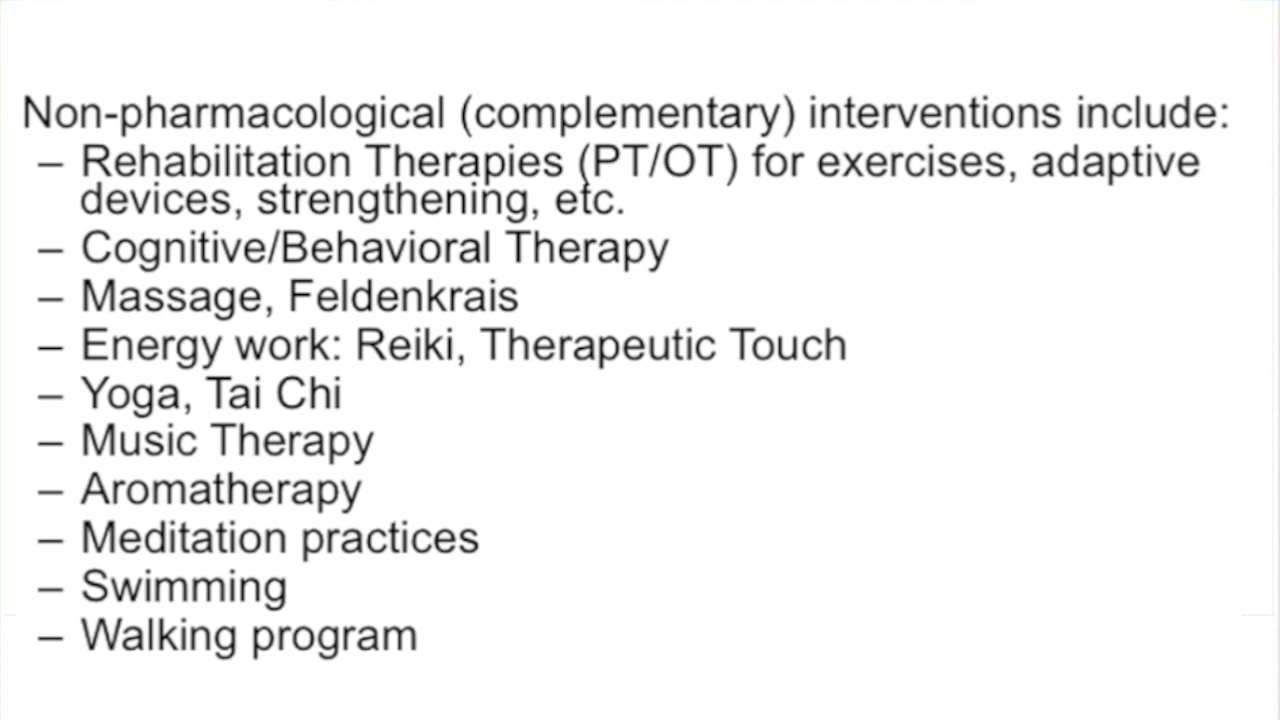 Non-pharmacological (complementary) interventions include:
– Rehabilitation Therapies (PT/OT) for exercises, adaptive
devices, strengthening, etc.
– Cognitive/Behavioral Therapy
– Massage, Feldenkrais
– Energy work: Reiki, Therapeutic Touch
– Yoga, Tai Chi
– Music Therapy
– Aromatherapy
– Meditation practices
– Swimming
– Walking program